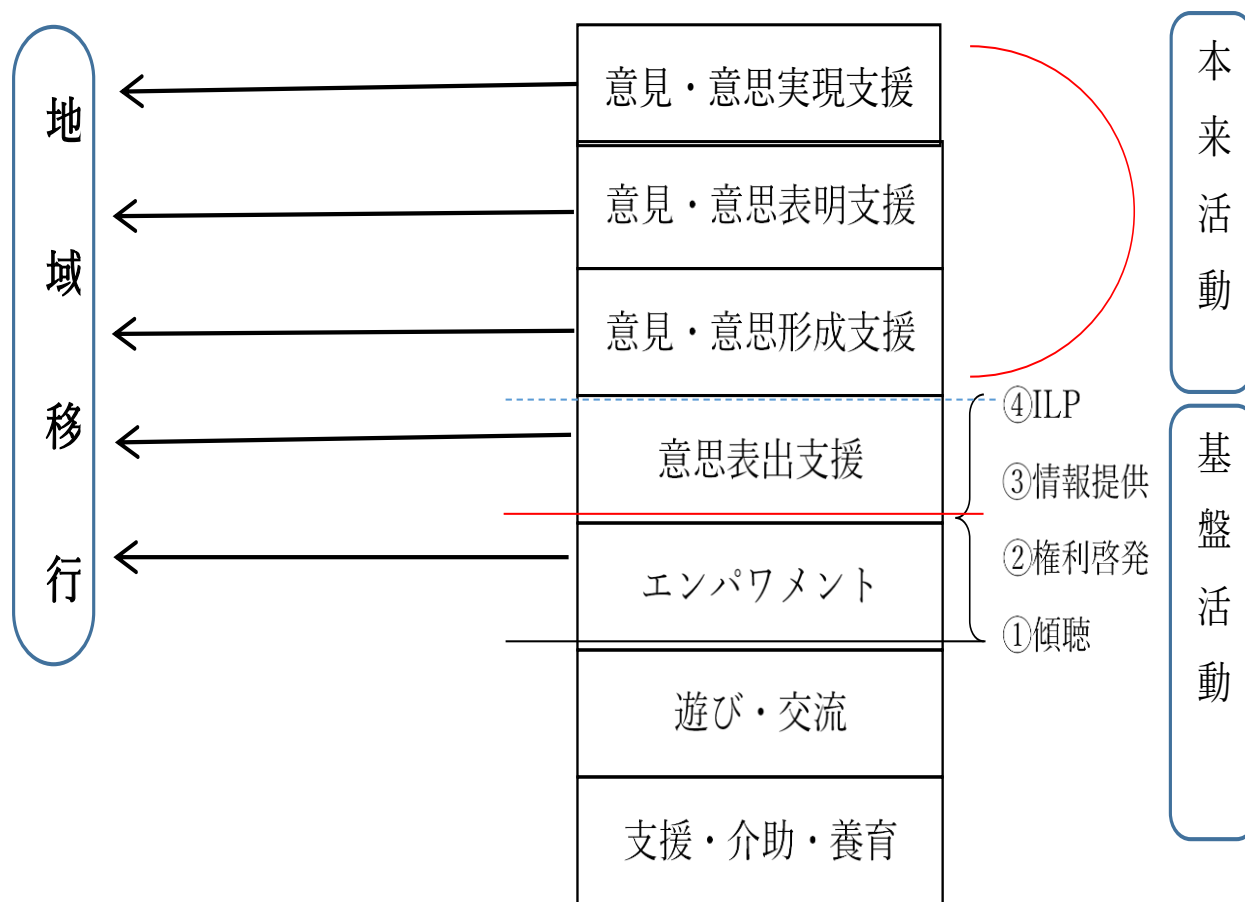 地域移行
意見・意思実現支援
意見・意思表明支援
意見・意思形成支援
意思表出支援
エンパワメント
遊び・交流
支援・介助・養育
④ILP
③情報提供
②権利啓発
①傾聴
本来活動
基盤活動